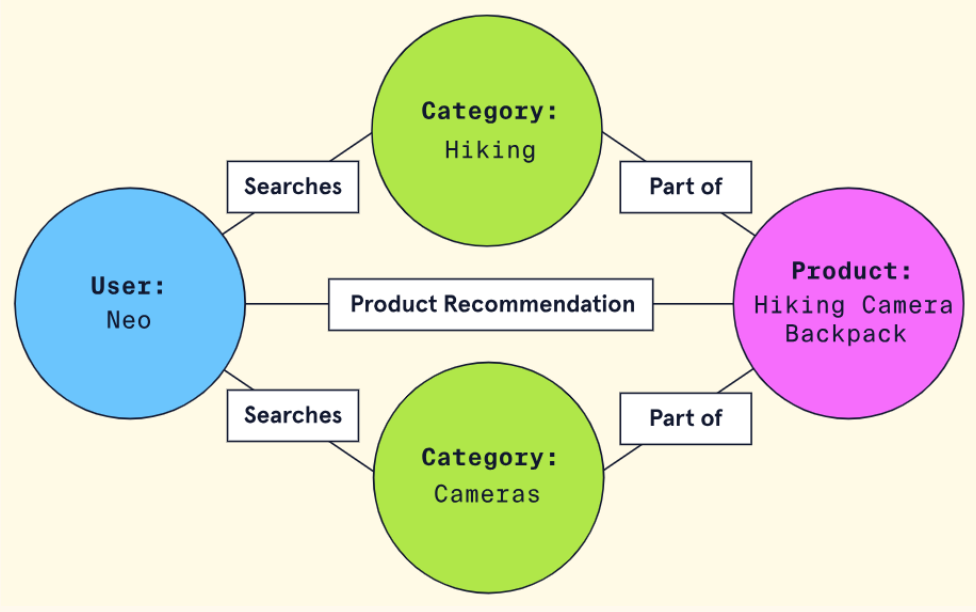 Category:
Hiking
Searches
Part of
User:
Neo
Product Recommendation
Product:
Hiking Camera
Backpack
Searches
Part of
Category:
Cameras